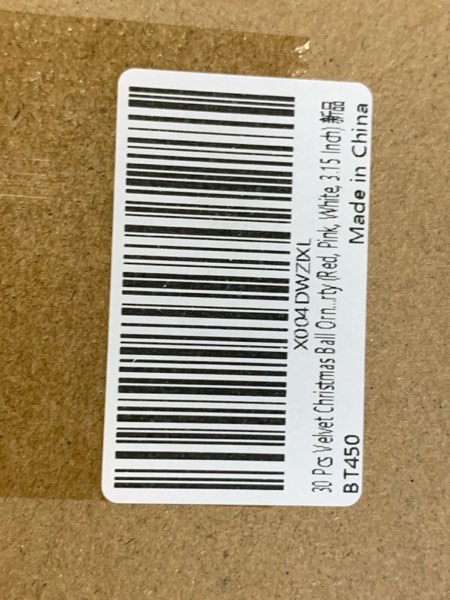 X004DWZIXL
30 Pcs Velvet Christmas Ball Orn...rty (Red, Pink, White, 3.15 Inch) 新品
BT450
Made in China